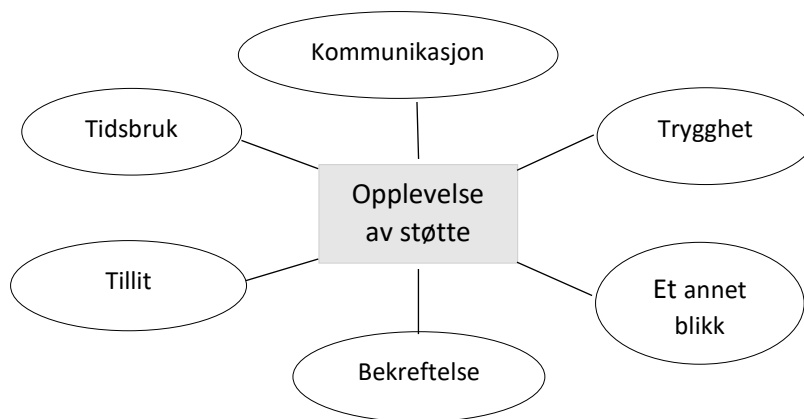 Kommunikasjon
Tidsbruk
Trygghet
Opplevelse
av støtte
Tillit
Et annet
blikk
Bekreftelse